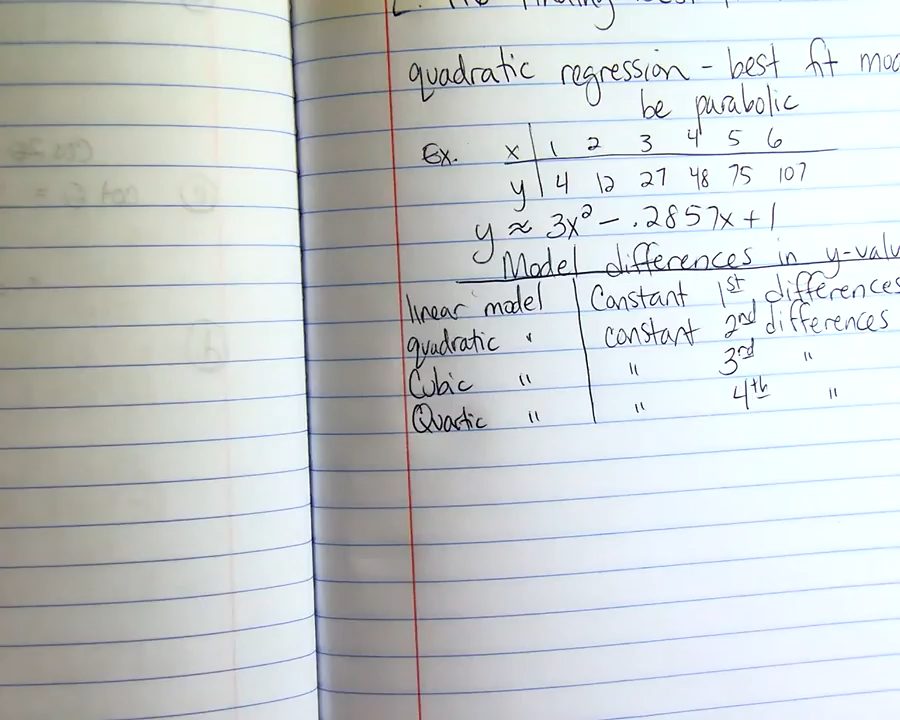 quadratic regression - best fit
be parabolic
Ex. x | 1 2 3 4 5 6
y | 4 12 27 48 75 107
y ≈ 3x² - .2857x + 1
Model differences in
linear model | Constant 1st differences
quadratic " | constant 2nd differences
Cubic " | " 3rd "
Quartic " | " 4th "